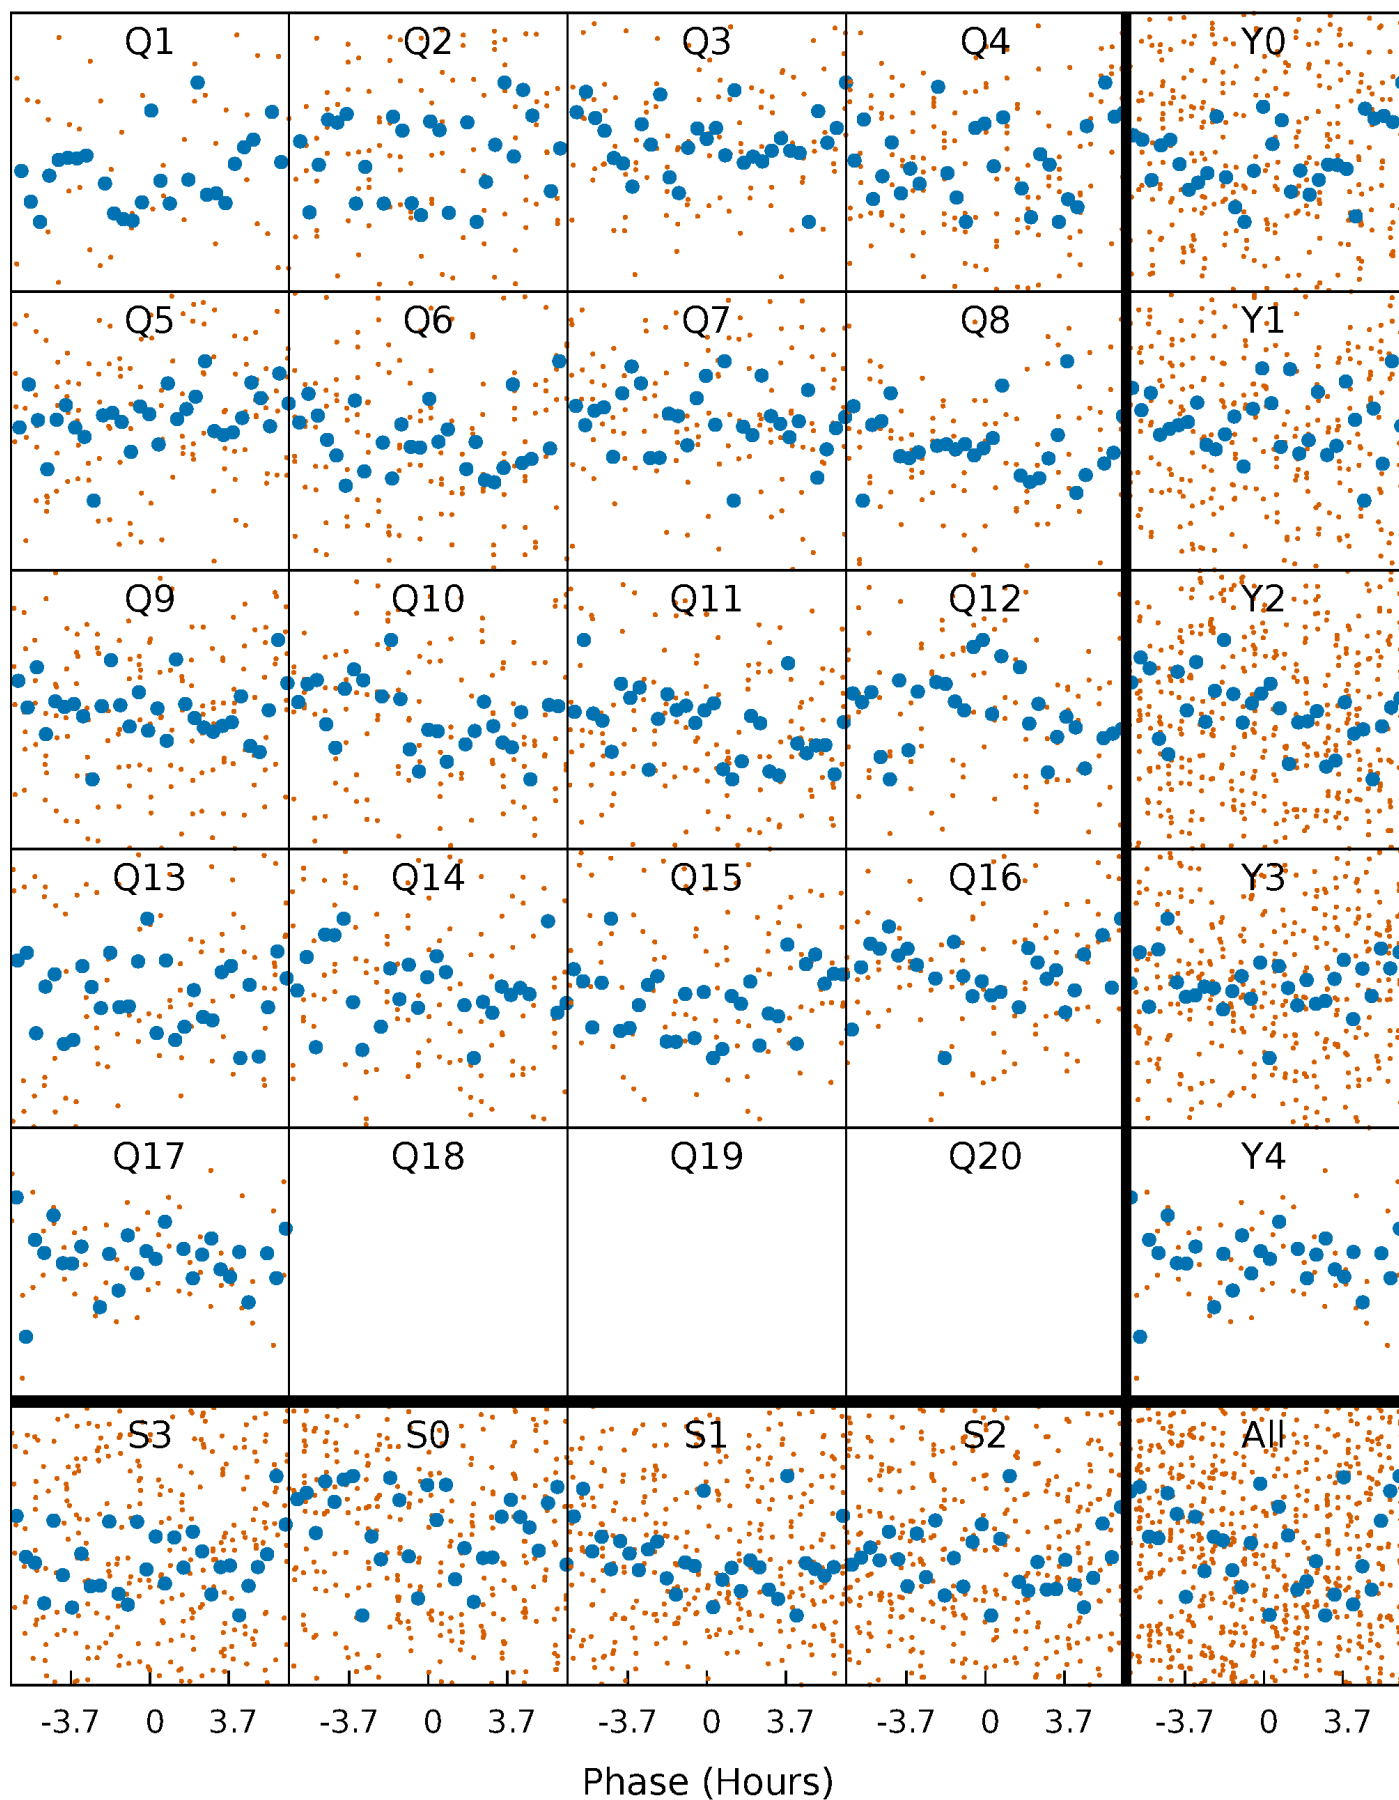 Q1 Q2 Q3 Q4 Y0
Q5 Q6 Q7 Q8 Y1
Q9 Q10 Q11 Q12 Y2
Q13 Q14 Q15 Q16 Y3
Q17 Q18 Q19 Q20 Y4
S3 S0 S1 S2 All
-3.7 0 3.7 -3.7 0 3.7 -3.7 0 3.7 -3.7 0 3.7 -3.7 0 3.7
Phase (Hours)